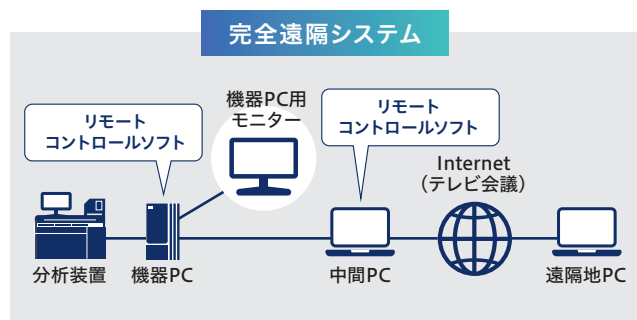 完全遠隔システム
機器PC用
モニター
リモート
コントロールソフト
リモート
コントロールソフト
Internet
（テレビ会議）
分析装置
機器PC
中間PC
遠隔地PC